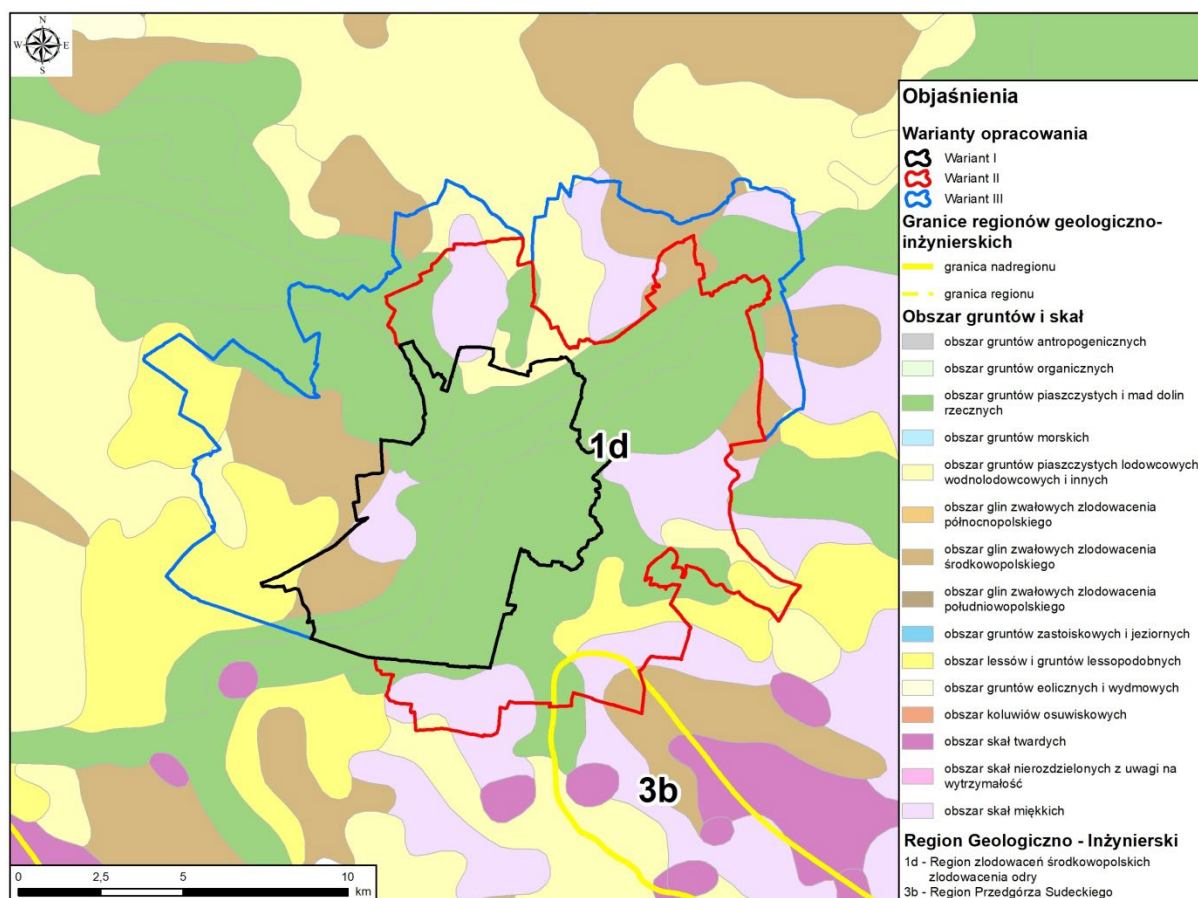 N
W E
S
1d
3b
0 2,5 5 10
km
Objaśnienia
Warianty opracowania
Wariant I
Wariant II
Wariant III
Granice regionów geologiczno-
inżynierskich
granica nadregionu
granica regionu
Obszar gruntów i skał
obszar gruntów antropogenicznych
obszar gruntów organicznych
obszar gruntów piaszczystych i mad dolin
rzecznych
obszar gruntów morskich
obszar gruntów piaszczystych lodowcowych
wodnolodowcowych i innych
obszar glin zwałowych zlodowacenia
północnopolskiego
obszar glin zwałowych zlodowacenia
środkowopolskiego
obszar glin zwałowych zlodowacenia
południowopolskiego
obszar gruntów zastoiskowych i jeziornych
obszar lessów i gruntów lessopodobnych
obszar gruntów eolicznych i wydmowych
obszar koluwiów osuwiskowych
obszar skał twardych
obszar skał nierozdzielonych z uwagi na
wytrzymałość
obszar skał miękkich
Region Geologiczno - Inżynierski
1d - Region zlodowaceń środkowopolskich
zlodowacenia odry
3b - Region Przedgórza Sudeckiego